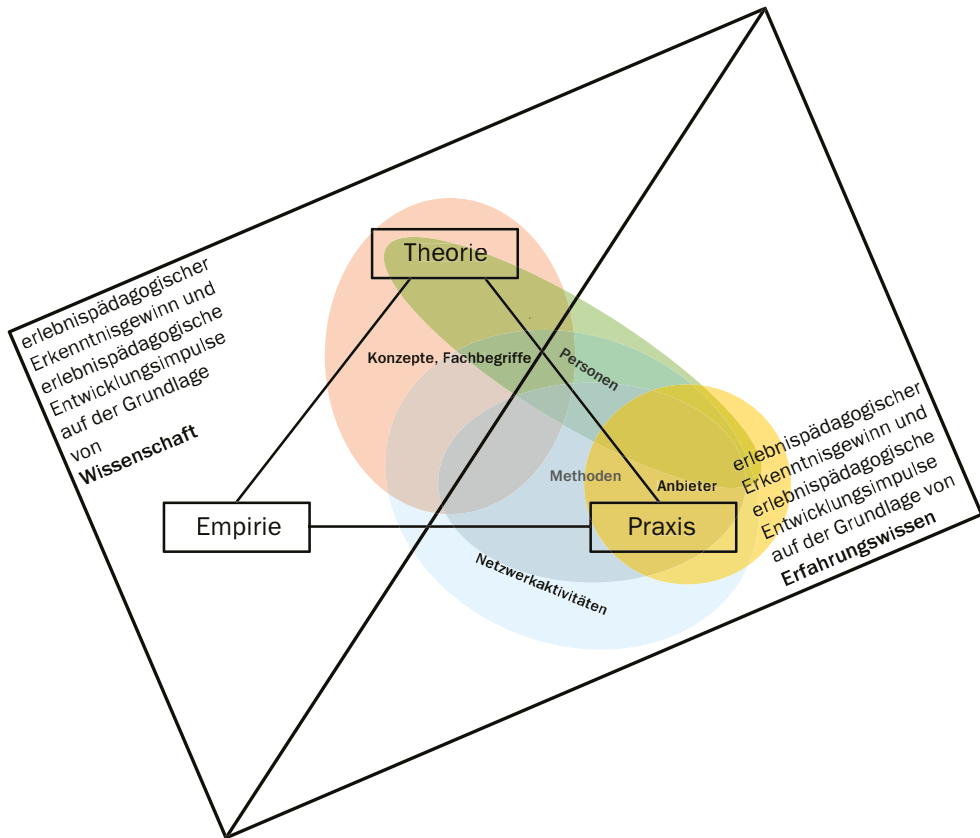 Theorie
erlebnispädagogischer
Erkenntnisgewinn und
erlebnispädagogische
Entwicklungsimpulse
auf der Grundlage
von
Wissenschaft
Konzepte, Fachbegriffe
Personen
Methoden
Anbieter
Empirie
Praxis
Netzwerkaktivitäten
erlebnispädagogischer
Erkenntnisgewinn und
erlebnispädagogische
Entwicklungsimpulse
auf der Grundlage von
Erfahrungswissen